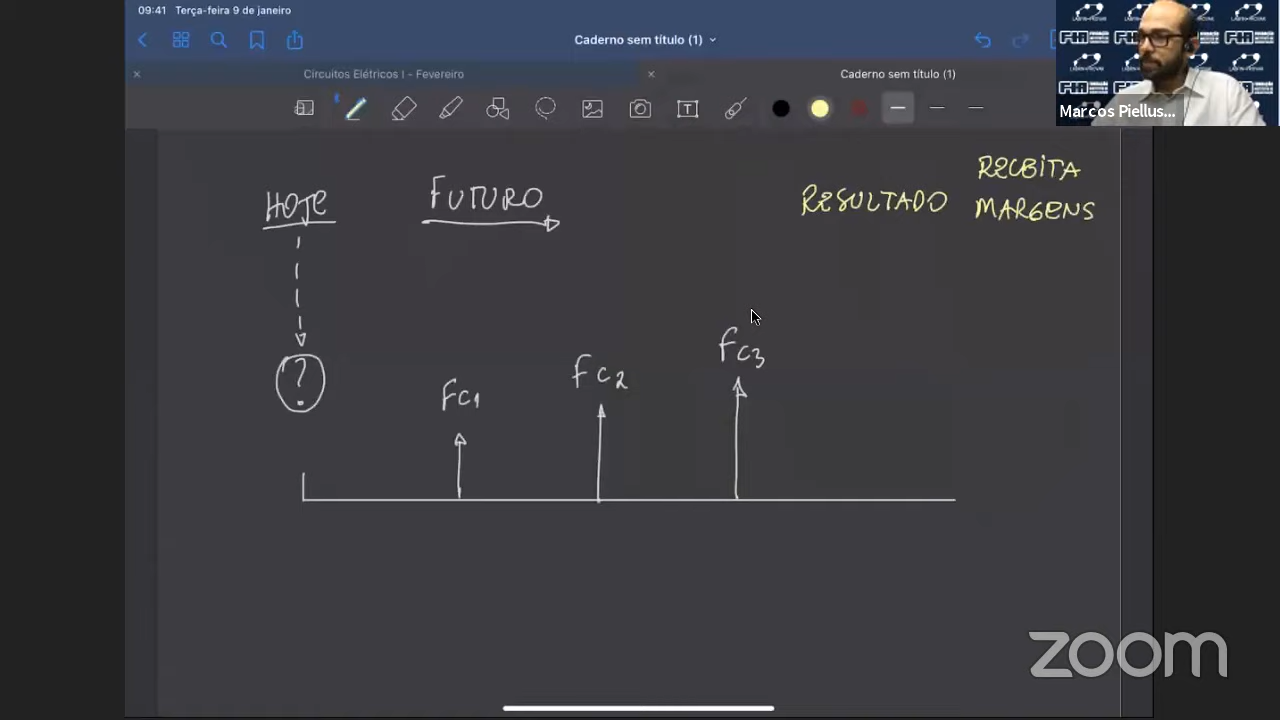 09:41 Terça-feira 9 de janeiro
Caderno sem título (1)
Circuitos Elétricos I - Fevereiro
Caderno sem título (1)
T
Marcos Piellus...
HOJE
FUTURO
RESULTADO
RECEITA
MARGENS
?
FC1
FC2
FC3
zoom